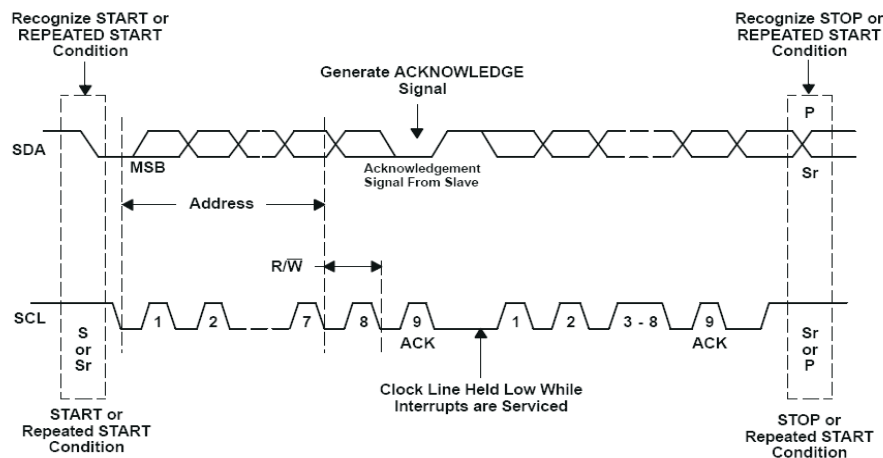 Recognize START or
REPEATED START
Condition
Recognize STOP or
REPEATED START
Condition
Generate ACKNOWLEDGE
Signal
P
SDA
MSB
Acknowledgement
Signal From Slave
Sr
Address
R/W̅
SCL
S
or
Sr
1
2
7
8
9
ACK
1
2
3 - 8
9
ACK
Sr
or
P
Clock Line Held Low While
Interrupts are Serviced
START or
Repeated START
Condition
STOP or
Repeated START
Condition